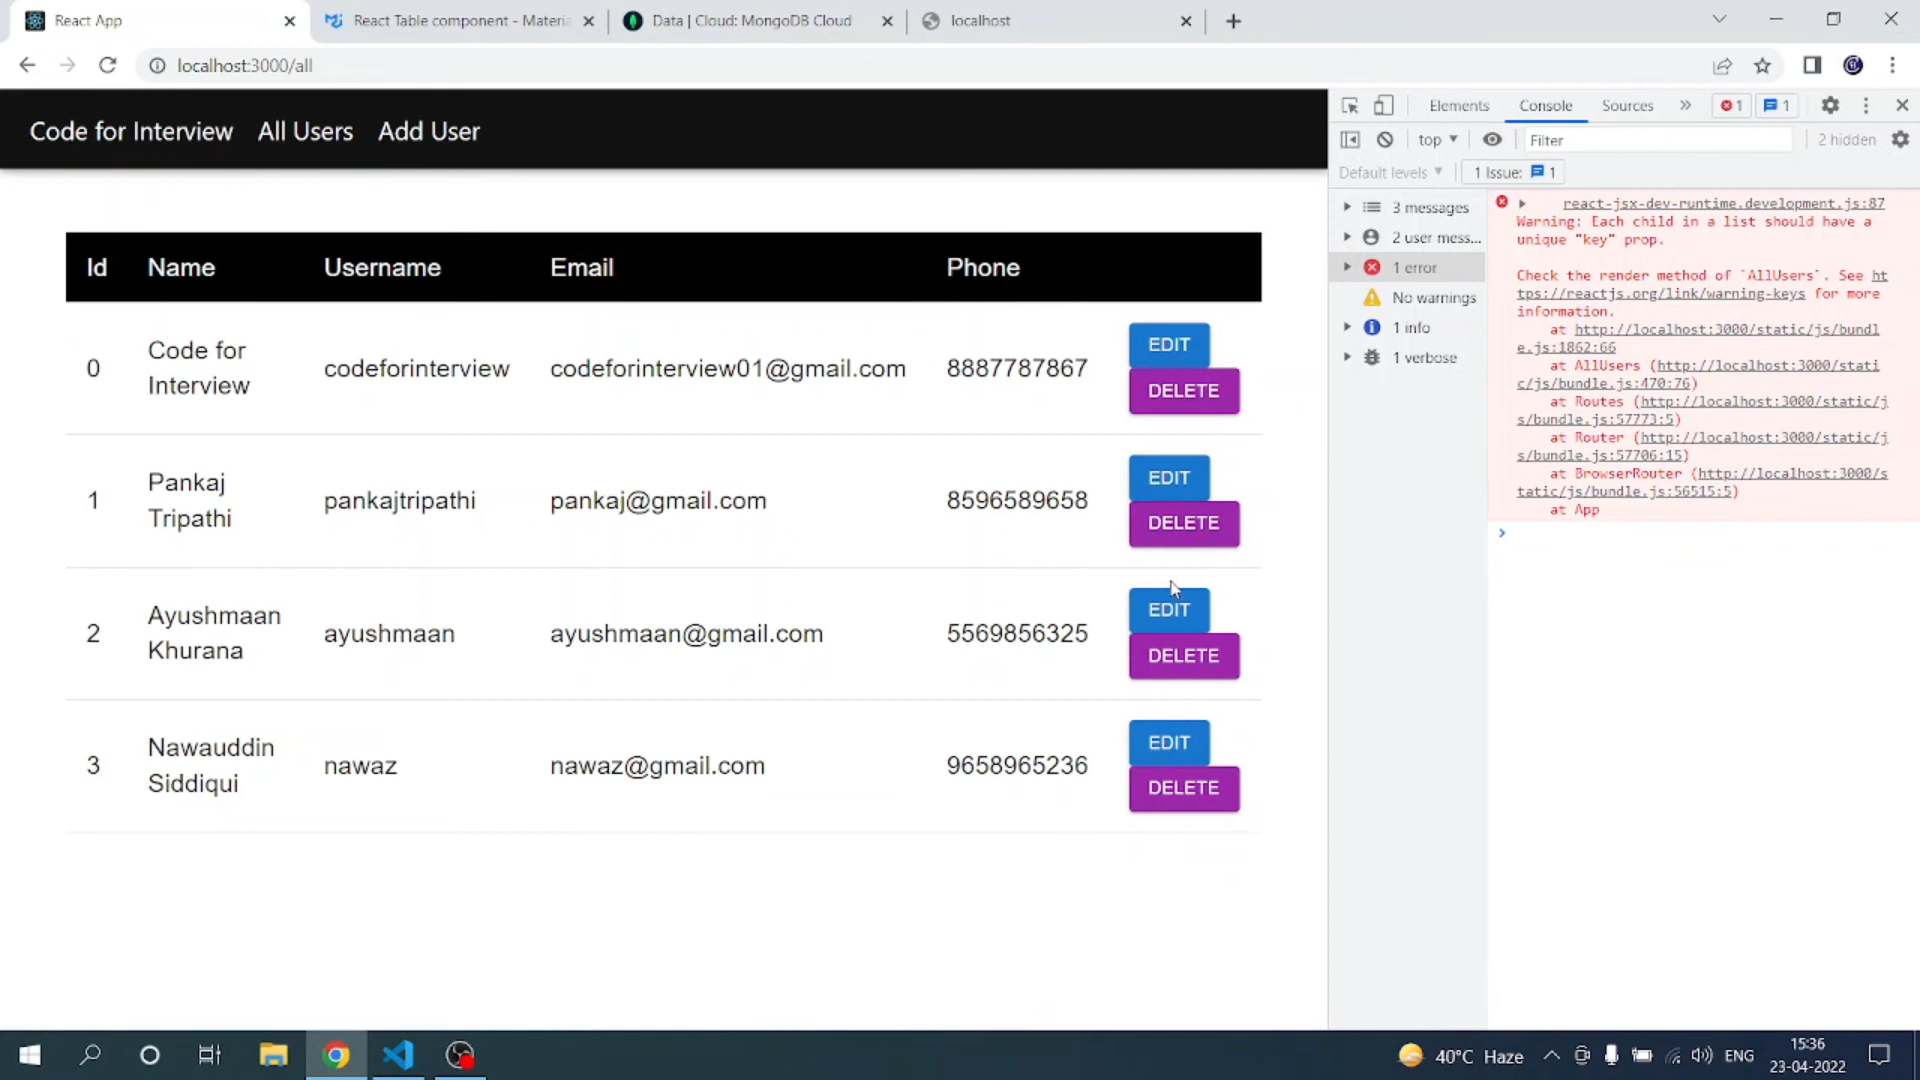 React App
React Table component - Materia
Data | Cloud: MongoDB Cloud
localhost
localhost:3000/all
Code for Interview All Users Add User
Id Name Username Email Phone
0 Code for Interview codeforinterview codeforinterview01@gmail.com 8887787867 EDIT DELETE
1 Pankaj Tripathi pankajtripathi pankaj@gmail.com 8596589658 EDIT DELETE
2 Ayushmaan Khurana ayushmaan ayushmaan@gmail.com 5569856325 EDIT DELETE
3 Nawauddin Siddiqui nawaz nawaz@gmail.com 9658965236 EDIT DELETE
Elements Console Sources » 1 1
top Filter 2 hidden
Default levels 1 Issue: 1
3 messages
2 user mess...
1 error
No warnings
1 info
1 verbose
react-jsx-dev-runtime.development.js:87
Warning: Each child in a list should have a
unique "key" prop.
Check the render method of `AllUsers`. See ht
tps://reactjs.org/link/warning-keys for more
information.
at http://localhost:3000/static/js/bundl
e.js:1862:66
at AllUsers (http://localhost:3000/stati
c/js/bundle.js:470:76)
at Routes (http://localhost:3000/static/j
s/bundle.js:57773:5)
at Router (http://localhost:3000/static/j
s/bundle.js:57706:15)
at BrowserRouter (http://localhost:3000/s
tatic/js/bundle.js:56515:5)
at App
40°C Haze ENG 15:36
23-04-2022